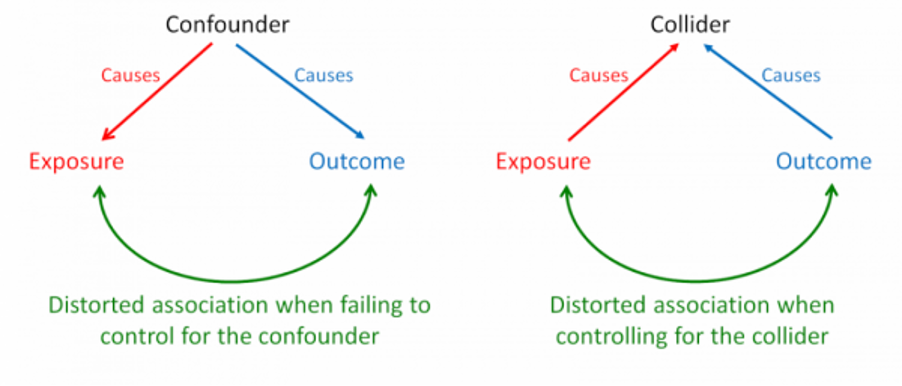 Confounder
Causes
Causes
Exposure
Outcome
Distorted association when failing to
control for the confounder
Collider
Causes
Causes
Exposure
Outcome
Distorted association when
controlling for the collider